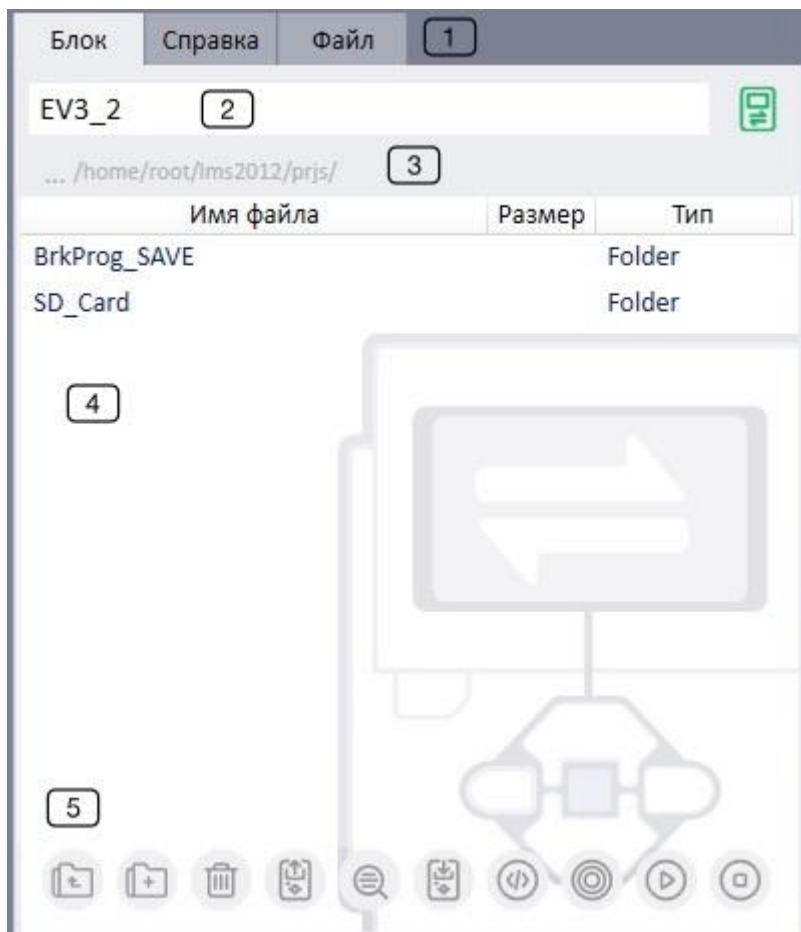 Блок Справка Файл 1
EV3_2 2
... /home/root/lms2012/prjs/ 3
Имя файла Размер Тип
BrkProg_SAVE Folder
SD_Card Folder
4
5